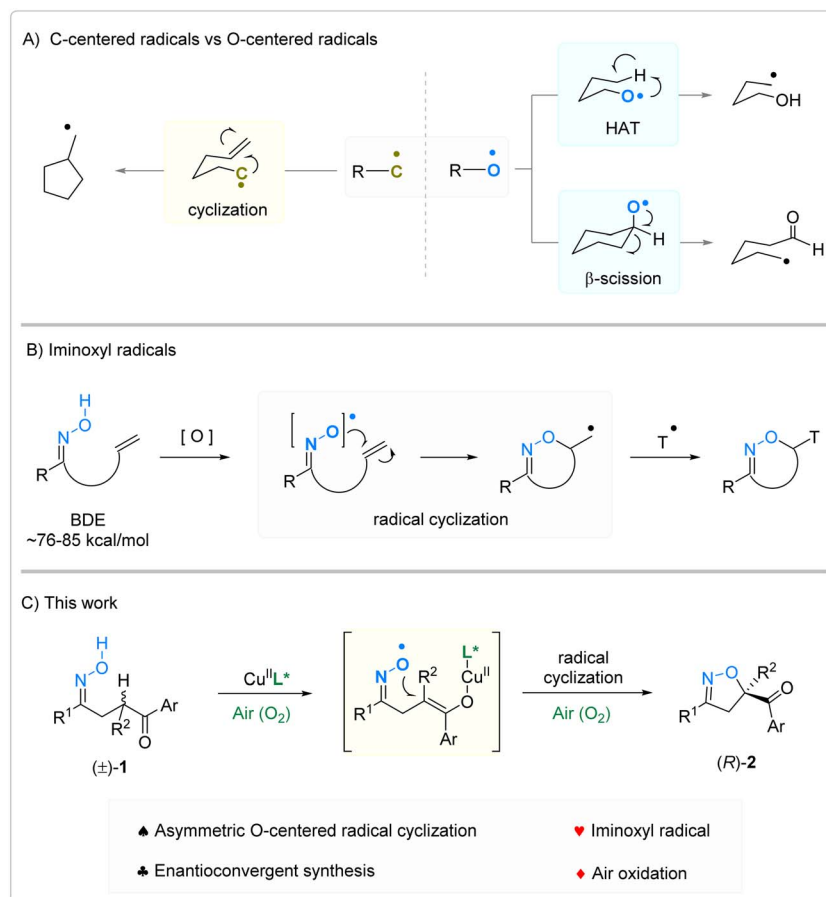 A) C-centered radicals vs O-centered radicals
C
cyclization
R—C
R—O
H
O
HAT
OH
O
H
β-scission
O
H
B) Iminoxyl radicals
H
O
N
R
BDE
~76-85 kcal/mol
[ O ]
N O
R
radical cyclization
N O
R
T
N O T
R
C) This work
H
O
N H
R1 Ar
R2 O
(±)-1
CuIIL*
Air (O2)
L*
CuII
N O R2
R1 O
Ar
radical
cyclization
Air (O2)
N O R2
R1 O
Ar
(R)-2
♠ Asymmetric O-centered radical cyclization
♥ Iminoxyl radical
♣ Enantioconvergent synthesis
♦ Air oxidation